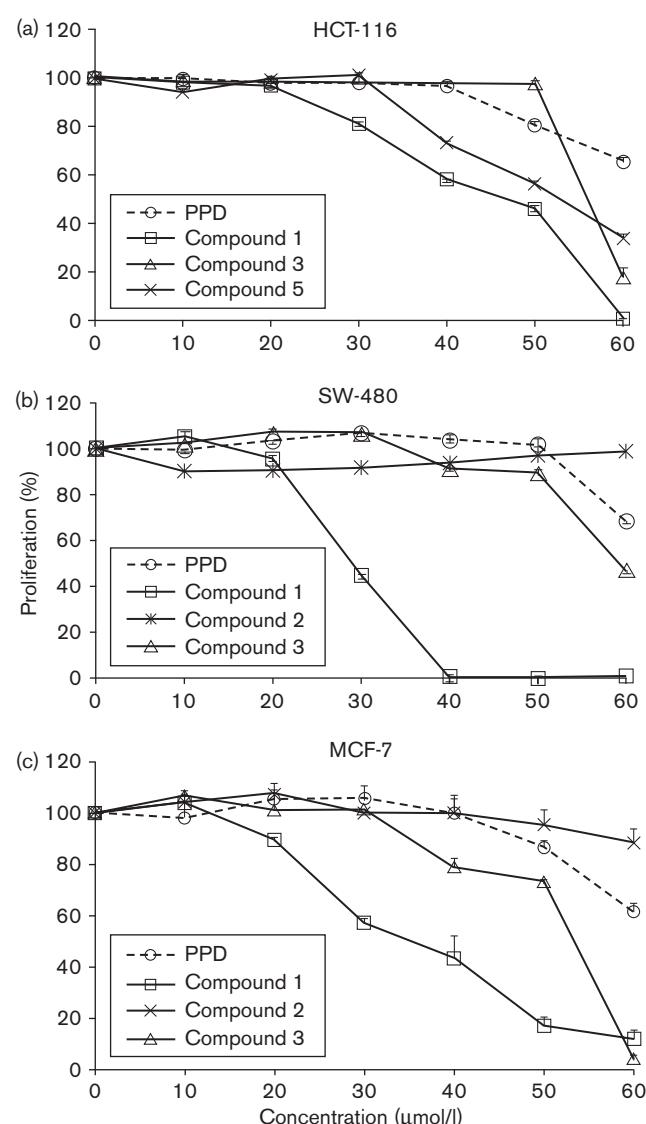 (a)
HCT-116
120
100
80
60
40
20
0
PPD
Compound 1
Compound 3
Compound 5
0 10 20 30 40 50 60
(b)
SW-480
120
100
80
60
40
20
0
Proliferation (%)
PPD
Compound 1
Compound 2
Compound 3
0 10 20 30 40 50 60
(c)
MCF-7
120
100
80
60
40
20
0
PPD
Compound 1
Compound 2
Compound 3
0 10 20 30 40 50 60
Concentration (μmol/l)